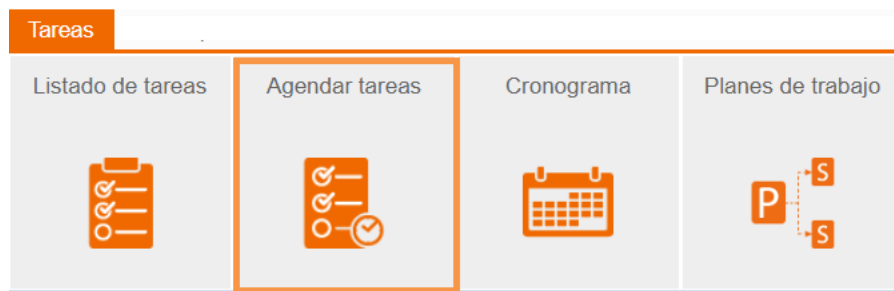 Tareas
Listado de tareas
Agendar tareas
Cronograma
Planes de trabajo
P
S
S